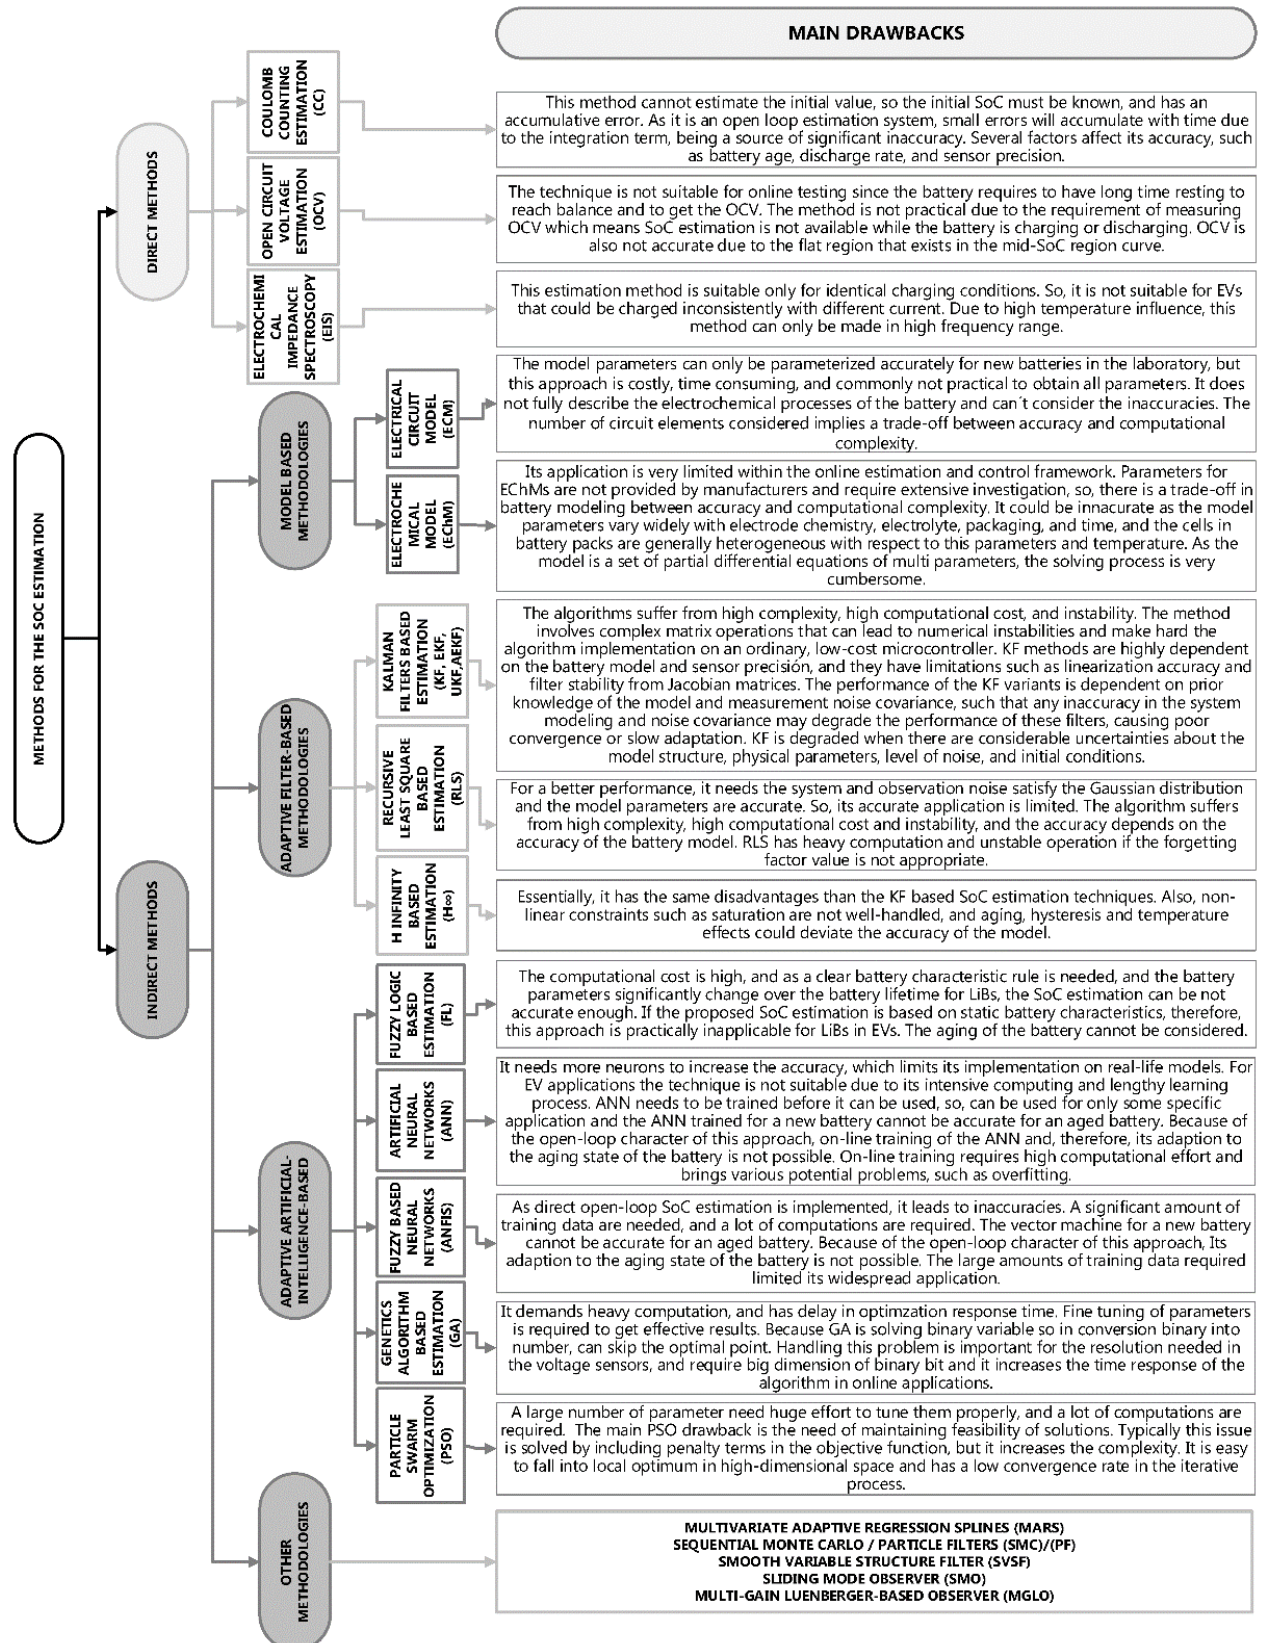 MAIN DRAWBACKS
METHODS FOR THE SOC ESTIMATION
DIRECT METHODS
COULOMB
COUNTING
ESTIMATION
(CC)
This method cannot estimate the initial value, so the initial SoC must be known, and has an
accumulative error. As it is an open loop estimation system, small errors will accumulate with time due
to the integration term, being a source of significant inaccuracy. Several factors affect its accuracy, such
as battery age, discharge rate, and sensor precision.
OPEN CIRCUIT
VOLTAGE
ESTIMATION
(OCV)
The technique is not suitable for online testing since the battery requires to have long time resting to
reach balance and to get the OCV. The method is not practical due to the requirement of measuring
OCV which means SoC estimation is not available while the battery is charging or discharging. OCV is
also not accurate due to the flat region that exists in the mid-SoC region curve.
ELECTROCHEMI
CAL
IMPEDANCE
SPECTROSCOPY
(EIS)
This estimation method is suitable only for identical charging conditions. So, it is not suitable for EVs
that could be charged inconsistently with different current. Due to high temperature influence, this
method can only be made in high frequency range.
INDIRECT METHODS
MODEL BASED
METHODOLOGIES
ELECTRICAL
CIRCUIT
MODEL
(ECM)
The model parameters can only be parameterized accurately for new batteries in the laboratory, but
this approach is costly, time consuming, and commonly not practical to obtain all parameters. It does
not fully describe the electrochemical processes of the battery and can´t consider the inaccuracies. The
number of circuit elements considered implies a trade-off between accuracy and computational
complexity.
ELECTROCHE
MICAL
MODEL
(EChM)
Its application is very limited within the online estimation and control framework. Parameters for
EChMs are not provided by manufacturers and require extensive investigation, so, there is a trade-off in
battery modeling between accuracy and computational complexity. It could be innacurate as the model
parameters vary widely with electrode chemistry, electrolyte, packaging, and time, and the cells in
battery packs are generally heterogeneous with respect to this parameters and temperature. As the
model is a set of partial differential equations of multi parameters, the solving process is very
cumbersome.
ADAPTIVE FILTER-BASED
METHODOLOGIES
KALMAN
FILTERS BASED
ESTIMATION
(KF, EKF,
UKF,AEKF)
The algorithms suffer from high complexity, high computational cost, and instability. The method
involves complex matrix operations that can lead to numerical instabilities and make hard the
algorithm implementation on an ordinary, low-cost microcontroller. KF methods are highly dependent
on the battery model and sensor precisión, and they have limitations such as linearization accuracy and
filter stability from Jacobian matrices. The performance of the KF variants is dependent on prior
knowledge of the model and measurement noise covariance, such that any inaccuracy in the system
modeling and noise covariance may degrade the performance of these filters, causing poor
convergence or slow adaptation. KF is degraded when there are considerable uncertainties about the
model structure, physical parameters, level of noise, and initial conditions.
RECURSIVE
LEAST SQUARE
BASED
ESTIMATION
(RLS)
For a better performance, it needs the system and observation noise satisfy the Gaussian distribution
and the model parameters are accurate. So, its accurate application is limited. The algorithm suffers
from high complexity, high computational cost and instability, and the accuracy depends on the
accuracy of the battery model. RLS has heavy computation and unstable operation if the forgetting
factor value is not appropriate.
H INFINITY
BASED
ESTIMATION
(H∞)
Essentially, it has the same disadvantages than the KF based SoC estimation techniques. Also, non-
linear constraints such as saturation are not well-handled, and aging, hysteresis and temperature
effects could deviate the accuracy of the model.
ADAPTIVE ARTIFICIAL-
INTELLIGENCE-BASED
FUZZY LOGIC
BASED
ESTIMATION
(FL)
The computational cost is high, and as a clear battery characteristic rule is needed, and the battery
parameters significantly change over the battery lifetime for LiBs, the SoC estimation can be not
accurate enough. If the proposed SoC estimation is based on static battery characteristics, therefore,
this approach is practically inapplicable for LiBs in EVs. The aging of the battery cannot be considered.
ARTIFICIAL
NEURAL
NETWORKS
(ANN)
It needs more neurons to increase the accuracy, which limits its implementation on real-life models. For
EV applications the technique is not suitable due to its intensive computing and lengthy learning
process. ANN needs to be trained before it can be used, so, can be used for only some specific
application and the ANN trained for a new battery cannot be accurate for an aged battery. Because of
the open-loop character of this approach, on-line training of the ANN and, therefore, its adaption to
the aging state of the battery is not possible. On-line training requires high computational effort and
brings various potential problems, such as overfitting.
FUZZY BASED
NEURAL
NETWORKS
(ANFIS)
As direct open-loop SoC estimation is implemented, it leads to inaccuracies. A significant amount of
training data are needed, and a lot of computations are required. The vector machine for a new battery
cannot be accurate for an aged battery. Because of the open-loop character of this approach, Its
adaption to the aging state of the battery is not possible. The large amounts of training data required
limited its widespread application.
GENETICS
ALGORITHM
BASED
ESTIMATION
(GA)
It demands heavy computation, and has delay in optimzation response time. Fine tuning of parameters
is required to get effective results. Because GA is solving binary variable so in conversion binary into
number, can skip the optimal point. Handling this problem is important for the resolution needed in
the voltage sensors, and require big dimension of binary bit and it increases the time response of the
algorithm in online applications.
PARTICLE
SWARM
OPTIMIZATION
(PSO)
A large number of parameter need huge effort to tune them properly, and a lot of computations are
required. The main PSO drawback is the need of maintaining feasibility of solutions. Typically this issue
is solved by including penalty terms in the objective function, but it increases the complexity. It is easy
to fall into local optimum in high-dimensional space and has a low convergence rate in the iterative
process.
OTHER
METHODOLOGIES
MULTIVARIATE ADAPTIVE REGRESSION SPLINES (MARS)
SEQUENTIAL MONTE CARLO / PARTICLE FILTERS (SMC)/(PF)
SMOOTH VARIABLE STRUCTURE FILTER (SVSF)
SLIDING MODE OBSERVER (SMO)
MULTI-GAIN LUENBERGER-BASED OBSERVER (MGLO)